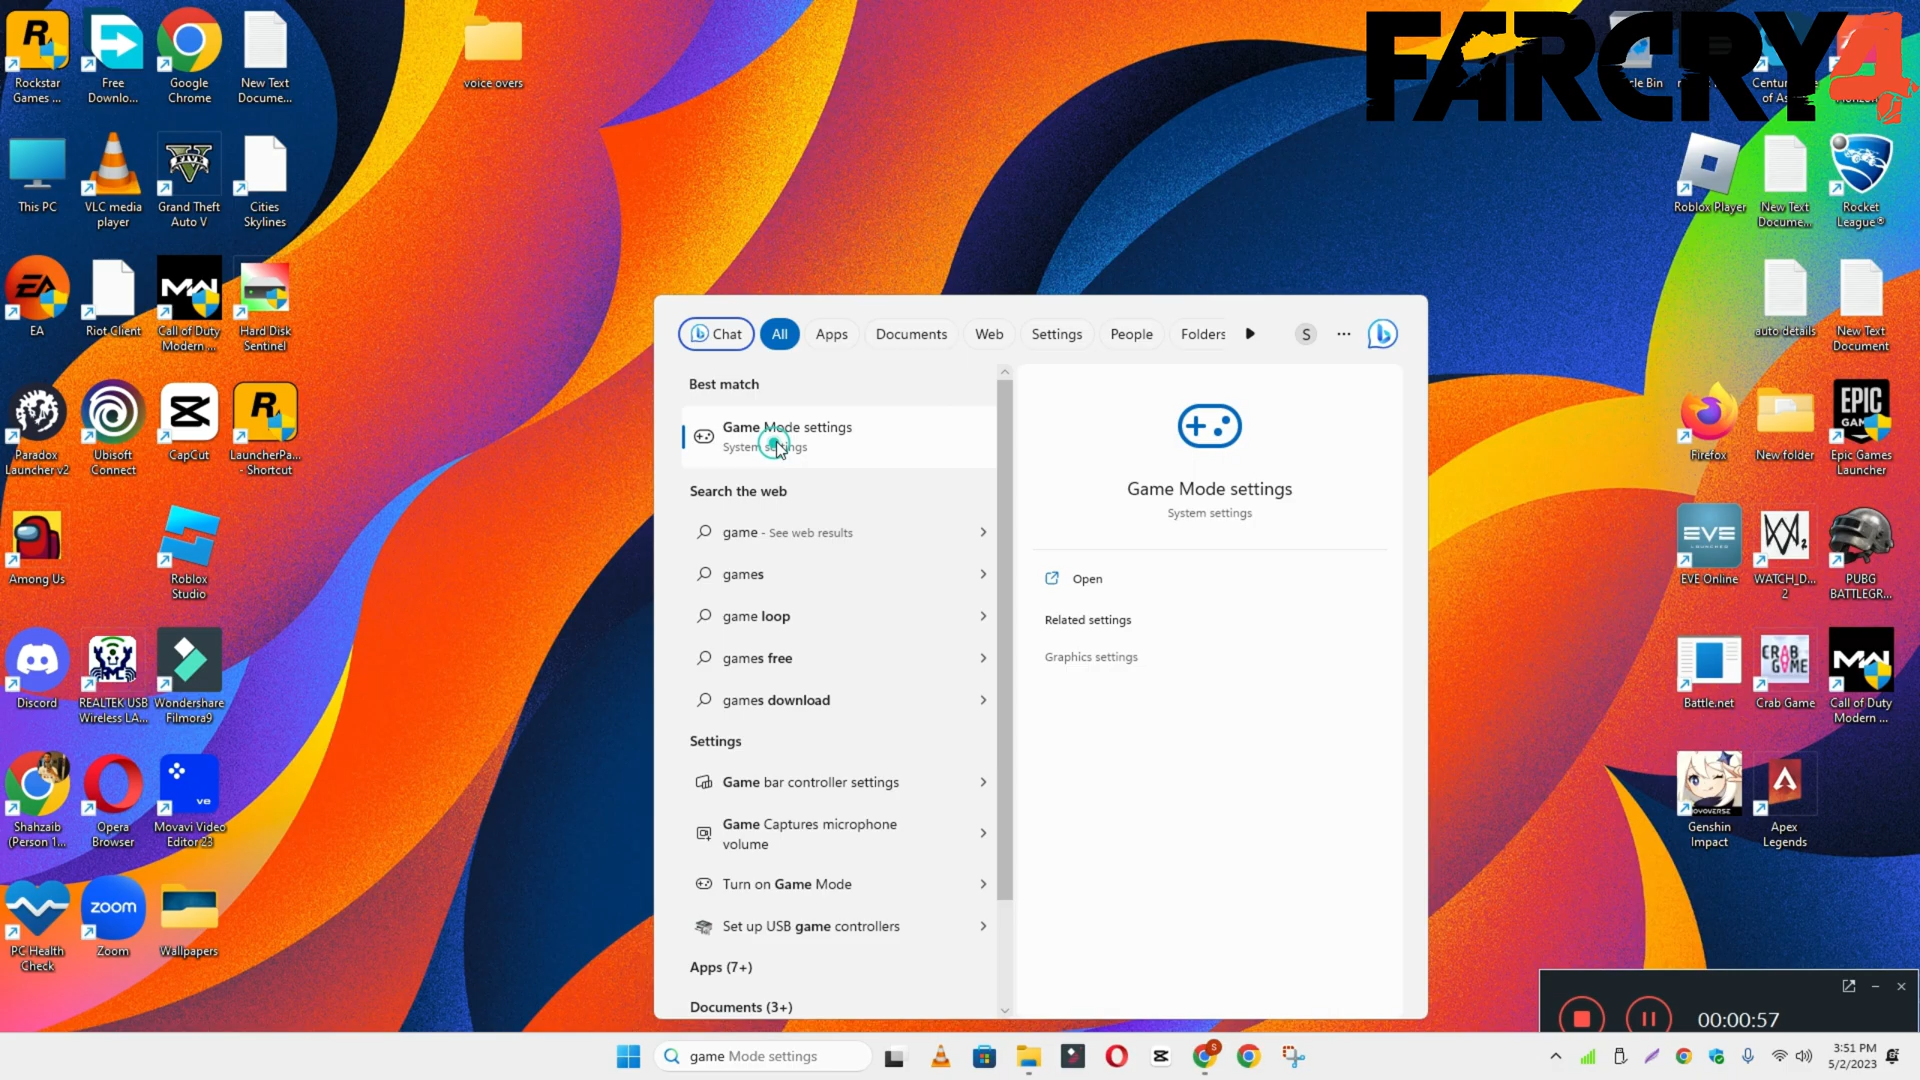 FARCRY4
Rockstar
Games ...
Free
Downlo...
Google
Chrome
New Text
Docume...
voice overs
This PC
VLC media
player
Grand Theft
Auto V
Cities
Skylines
EA
Riot Client
Call of Duty
Modern ...
Hard Disk
Sentinel
Paradox
Launcher v2
Ubisoft
Connect
CapCut
LauncherPa...
- Shortcut
Among Us
Roblox
Studio
Discord
REALTEK USB
Wireless LA...
Wondershare
Filmora9
Shahzaib
(Person 1...
Opera
Browser
Movavi Video
Editor 23
PC Health
Check
zoom
Zoom
Wallpapers
Roblox Player
New Text
Docume...
Rocket
League®
auto details
New Text
Document
Firefox
New folder
EPIC
Epic Games
Launcher
EVE
EVE Online
WATCH_D...
2
PUBG
BATTLEGR...
Battle.net
CRAB
GAME
Crab Game
Call of Duty
Modern ...
Genshin
Impact
Apex
Legends
Chat
All
Apps
Documents
Web
Settings
People
Folders
S
Best match
Game Mode settings
System settings
Search the web
game - See web results
games
game loop
games free
games download
Settings
Game bar controller settings
Game Captures microphone
volume
Turn on Game Mode
Set up USB game controllers
Apps (7+)
Documents (3+)
Game Mode settings
System settings
Open
Related settings
Graphics settings
00:00:57
game Mode settings
3:51 PM
5/2/2023